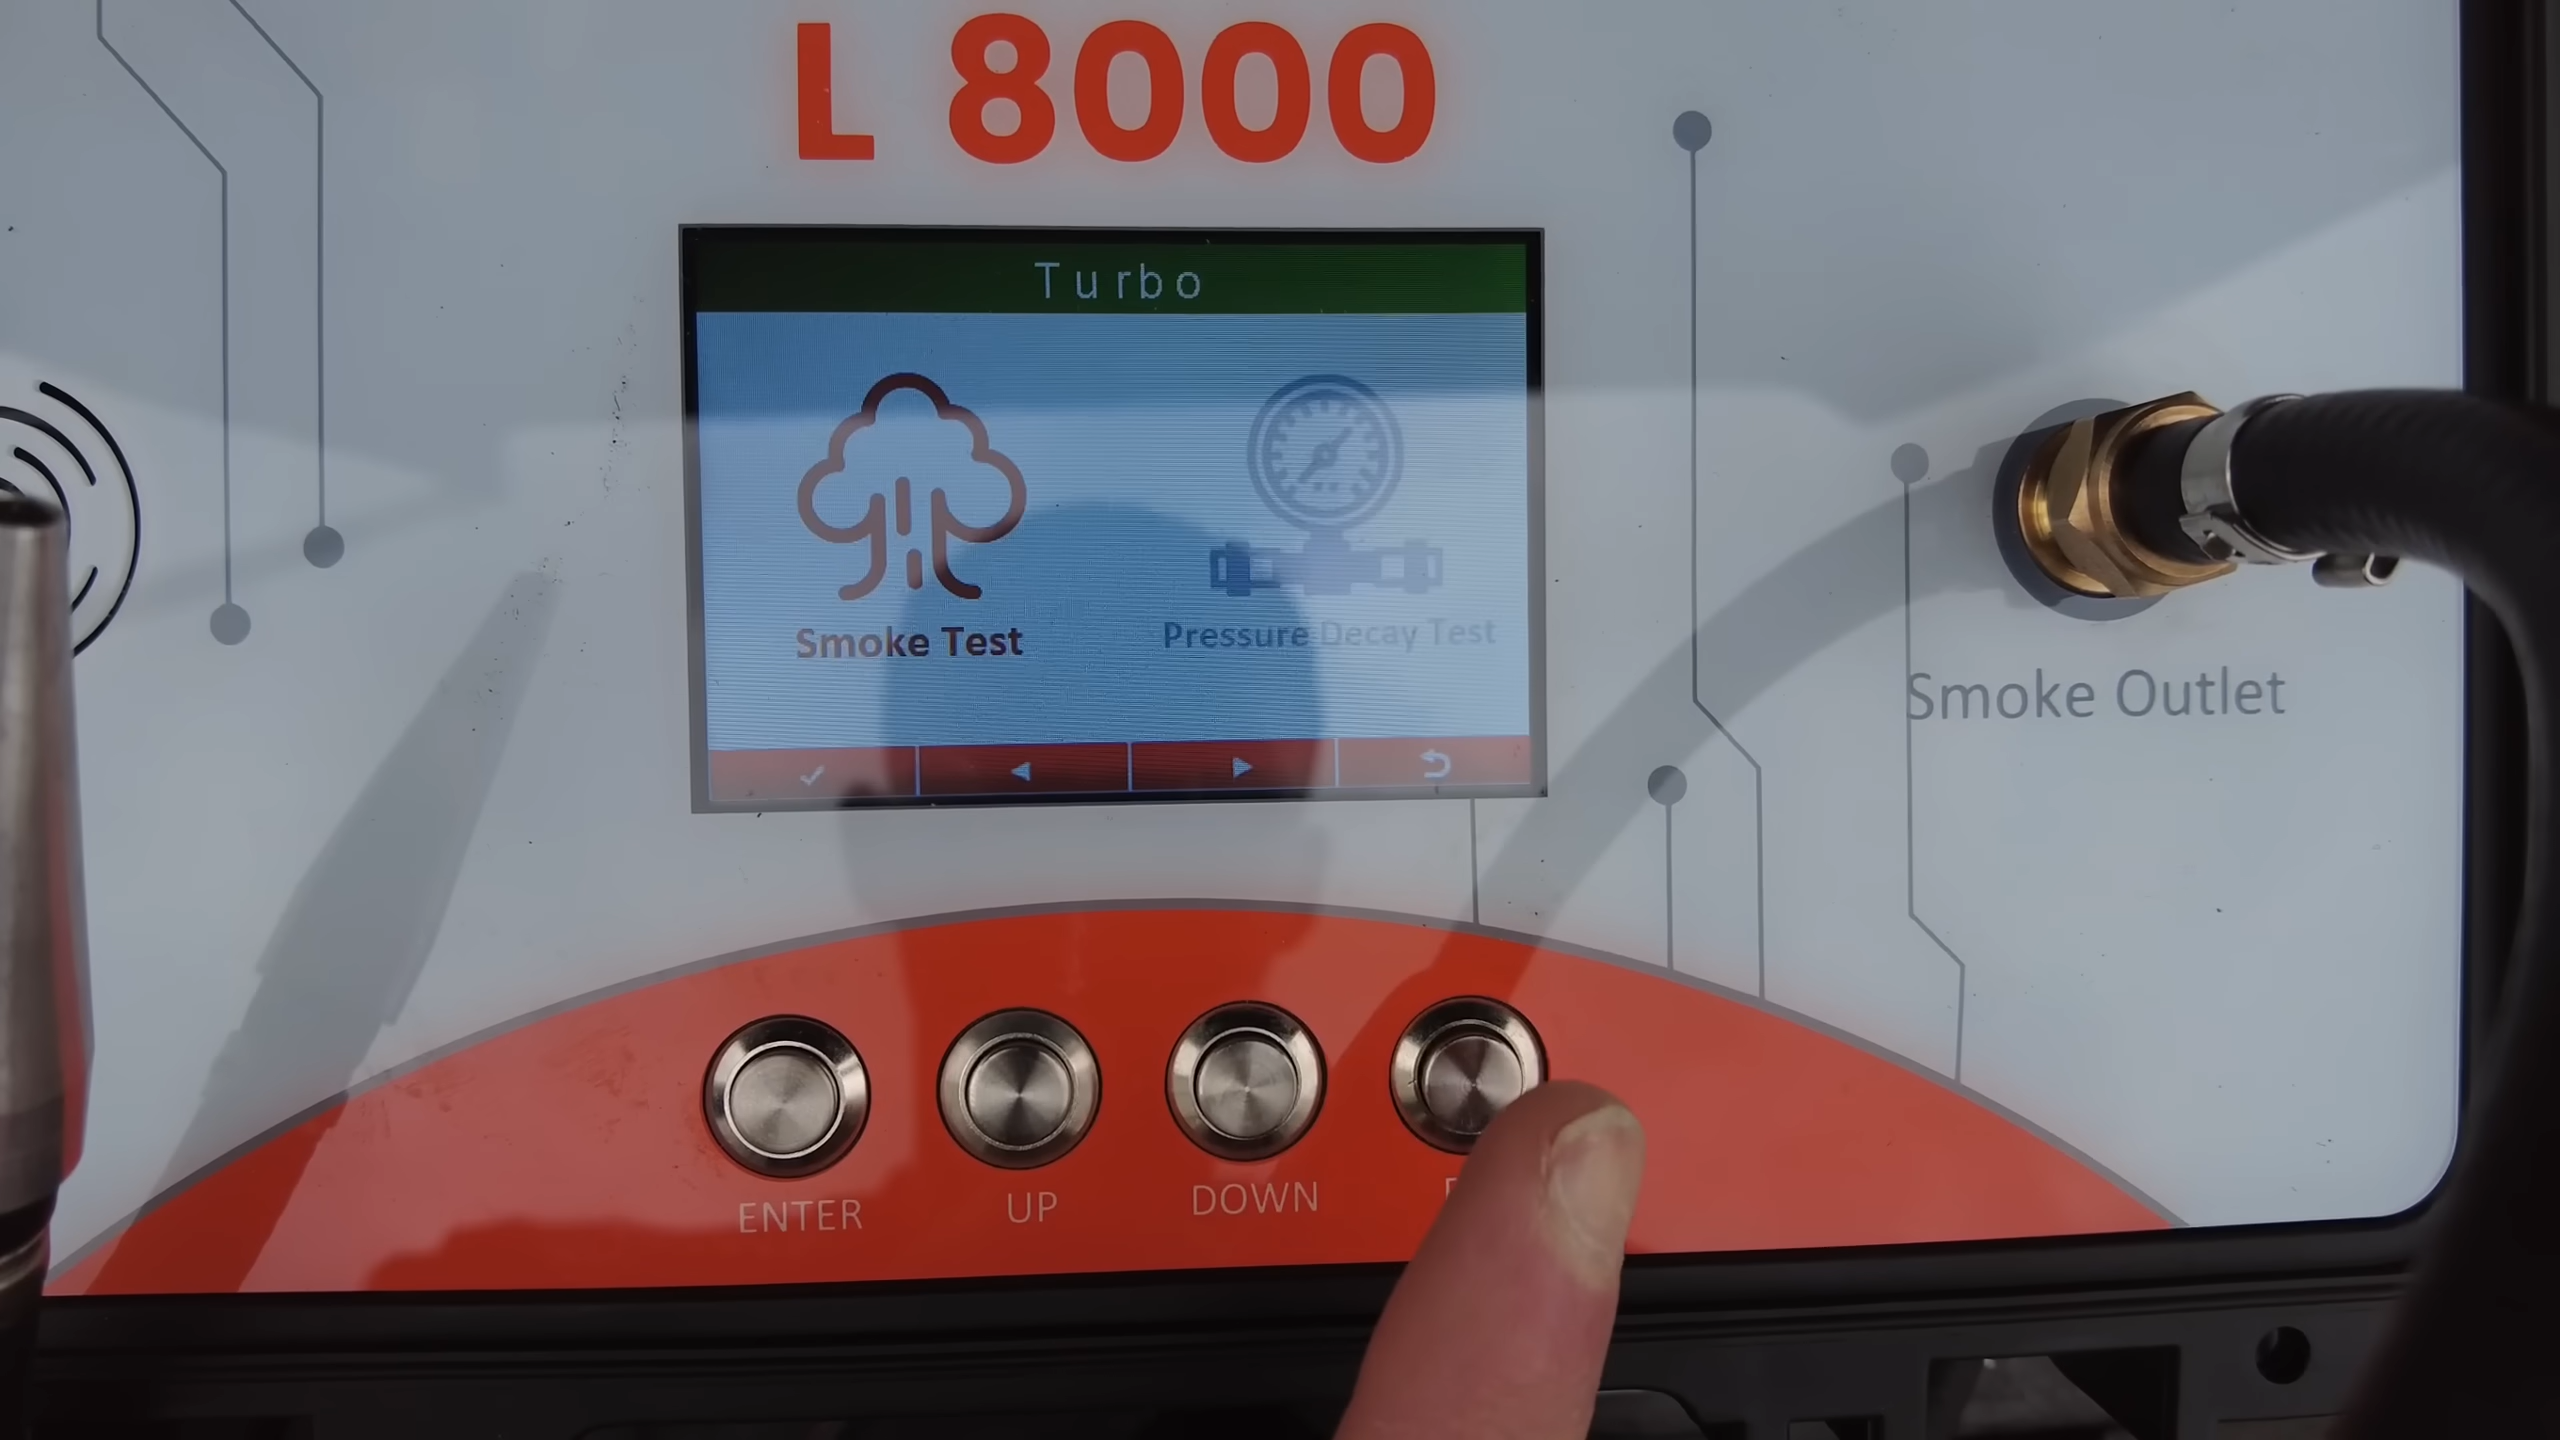 L 8000
Turbo
Smoke Test
Pressure Decay Test
Smoke Outlet
ENTER
UP
DOWN